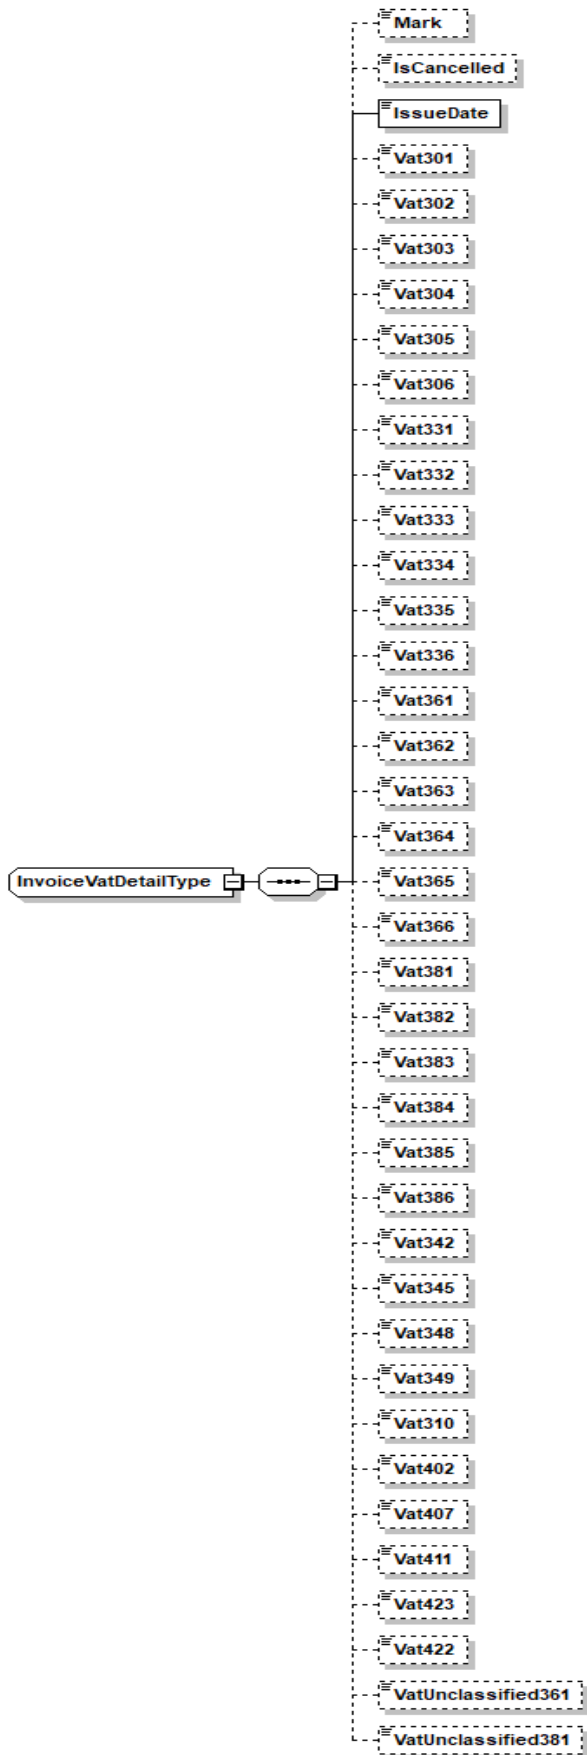 Mark
IsCancelled
IssueDate
Vat301
Vat302
Vat303
Vat304
Vat305
Vat306
Vat331
Vat332
Vat333
Vat334
Vat335
Vat336
Vat361
Vat362
Vat363
Vat364
InvoiceVatDetailType
Vat365
Vat366
Vat381
Vat382
Vat383
Vat384
Vat385
Vat386
Vat342
Vat345
Vat348
Vat349
Vat310
Vat402
Vat407
Vat411
Vat423
Vat422
VatUnclassified361
VatUnclassified381